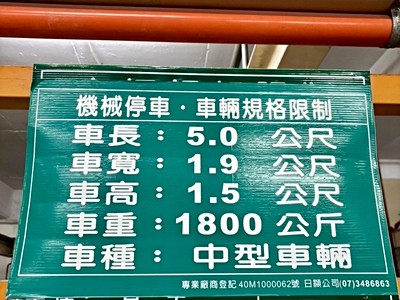 機械停車·車輛規格限制
車長：5.0 公尺
車寬：1.9 公尺
車高：1.5 公尺
車重：1800 公斤
車種：中型車輛
專業廠商登記 40M1000062號 日顯公司(07)3486863